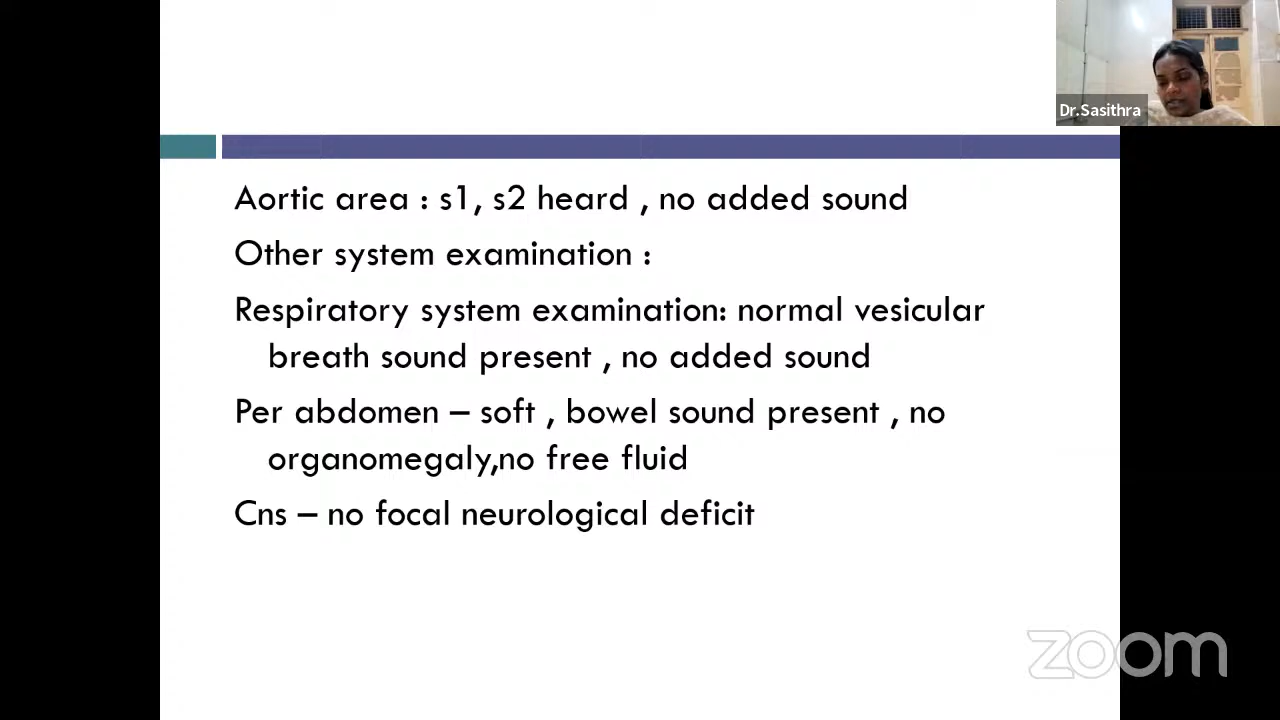 Dr.Sasithra
Aortic area : s1, s2 heard , no added sound
Other system examination :
Respiratory system examination: normal vesicular
breath sound present , no added sound
Per abdomen – soft , bowel sound present , no
organomegaly,no free fluid
Cns – no focal neurological deficit
zoom